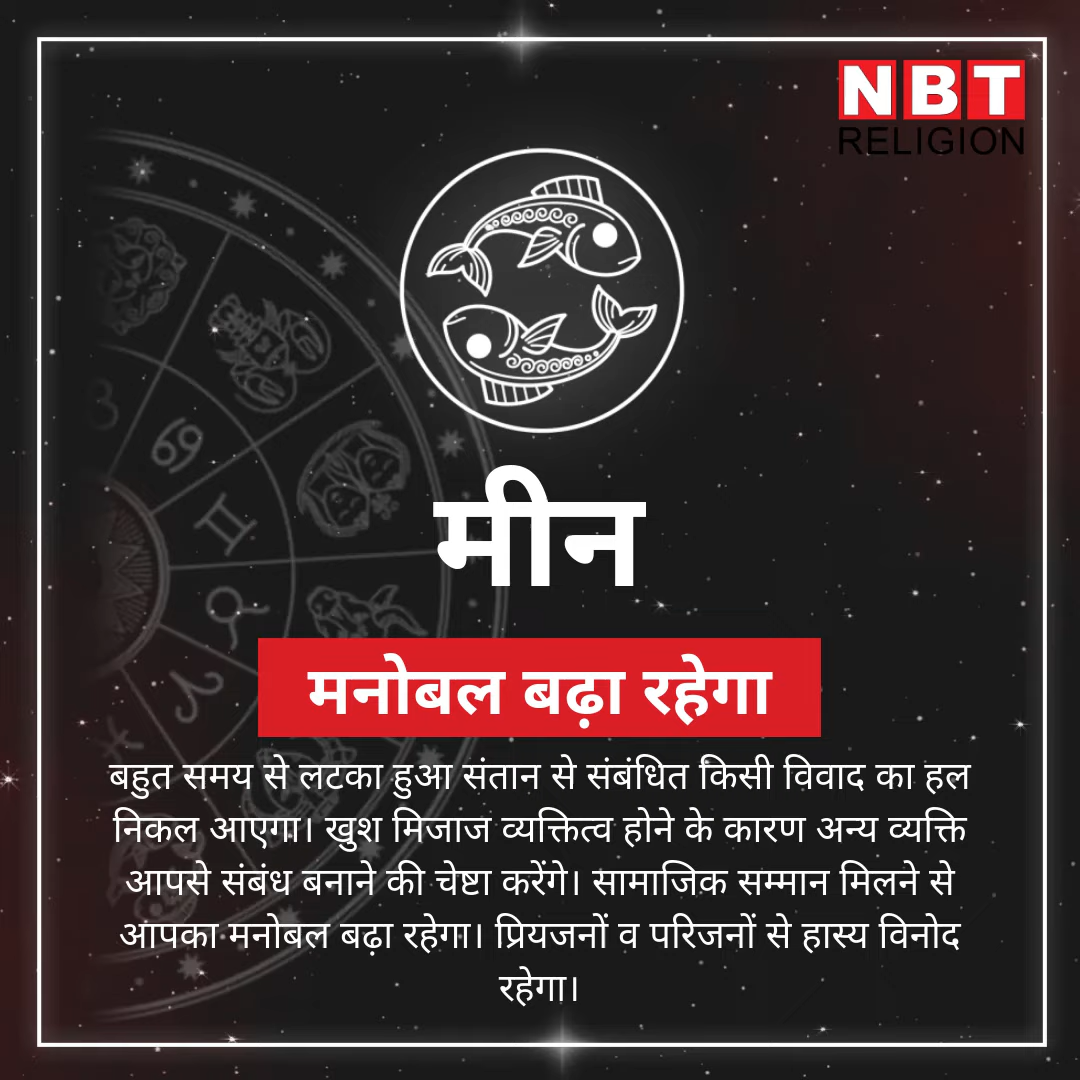 NBT
RELIGION
मीन
मनोबल बढ़ा रहेगा
बहुत समय से लटका हुआ संतान से संबंधित किसी विवाद का हल
निकल आएगा। खुश मिजाज व्यक्तित्व होने के कारण अन्य व्यक्ति
आपसे संबंध बनाने की चेष्टा करेंगे। सामाजिक सम्मान मिलने से
आपका मनोबल बढ़ा रहेगा। प्रियजनों व परिजनों से हास्य विनोद
रहेगा।